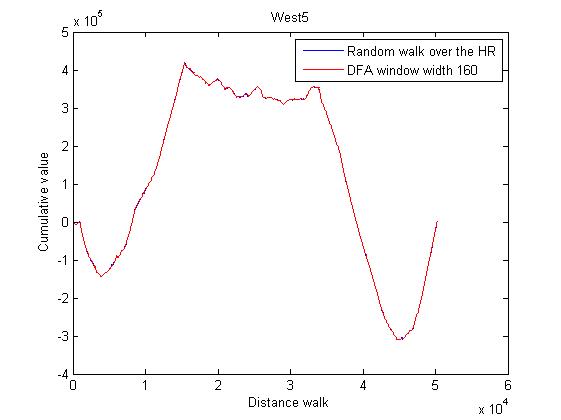 West5
x 10^5
Random walk over the HR
DFA window width 160
5
4
3
2
1
0
-1
-2
-3
-4
Cumulative value
0
1
2
3
4
5
6
Distance walk
x 10^4